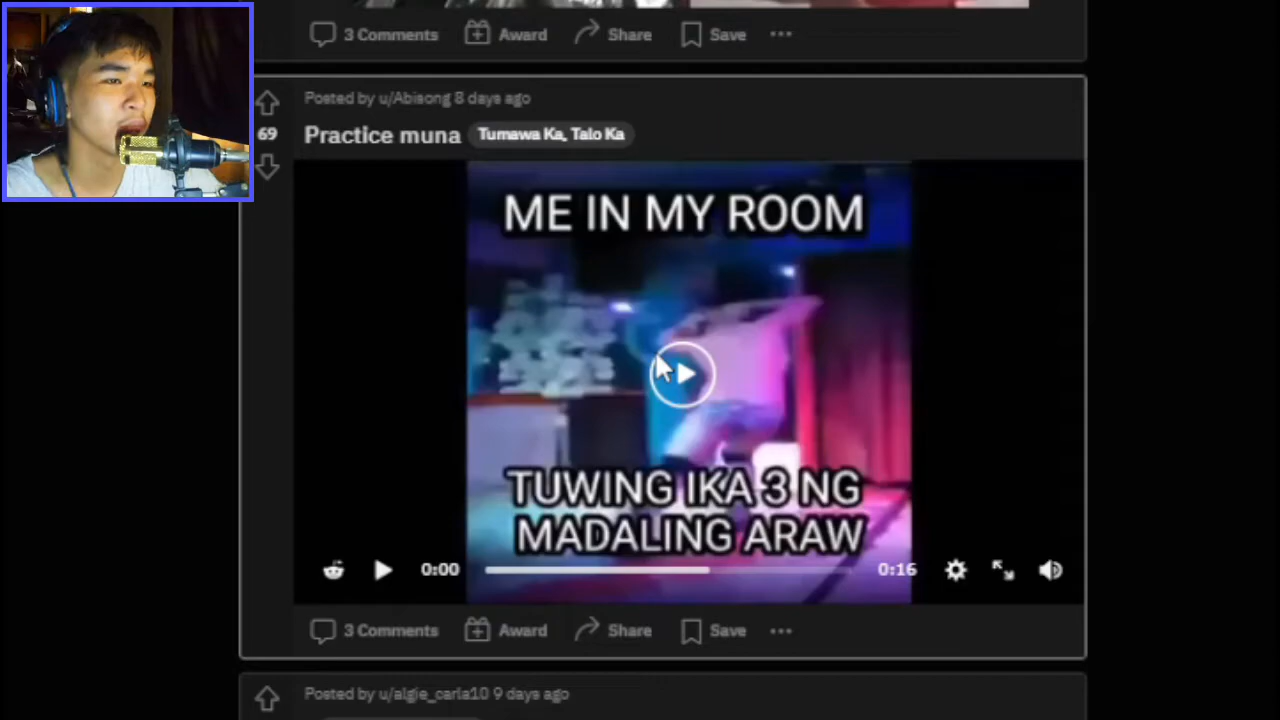 3 Comments Award Share Save
Posted by u/Abisong 8 days ago
69
Practice muna Tumawa Ka, Talo Ka
ME IN MY ROOM
TUWING IKA 3 NG
MADALING ARAW
0:00 0:16
3 Comments Award Share Save
Posted by u/algie_carla10 9 days ago